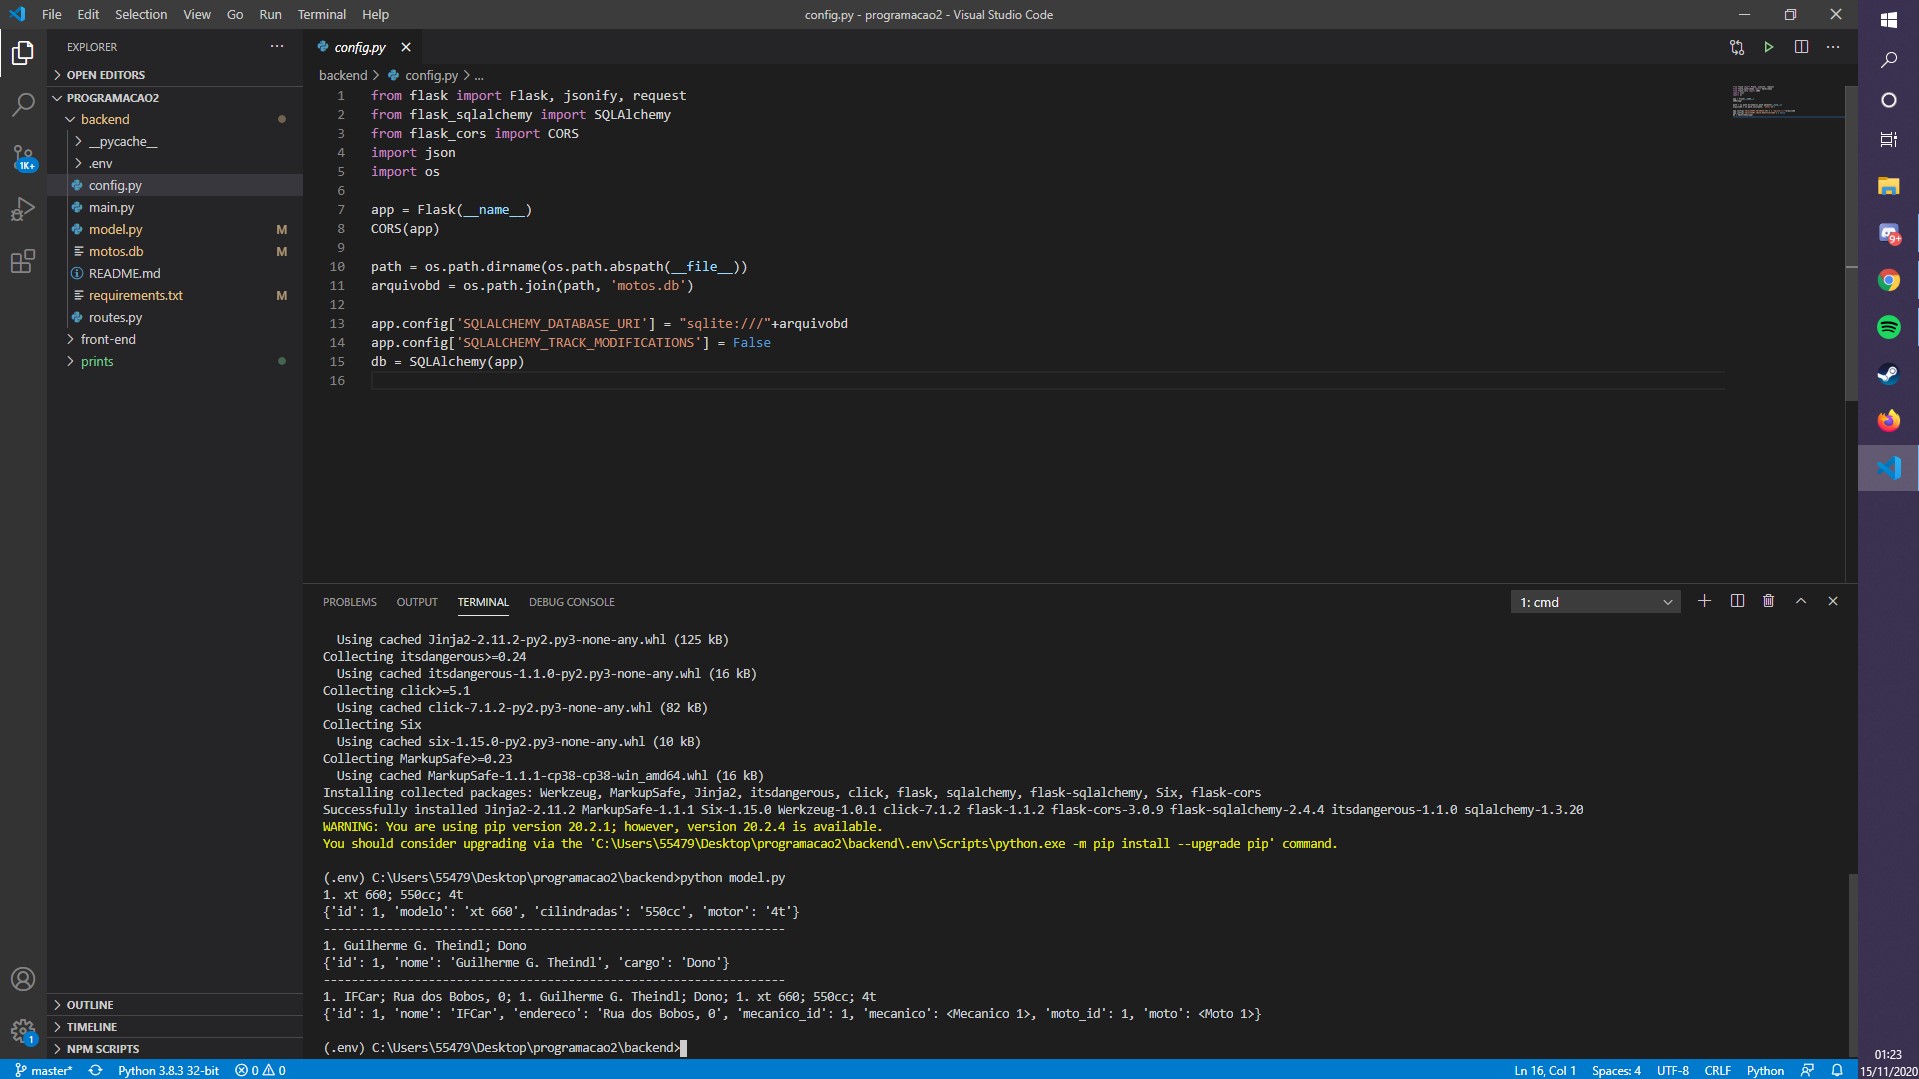 File Edit Selection View Go Run Terminal Help
config.py - programacao2 - Visual Studio Code
EXPLORER
OPEN EDITORS
PROGRAMACAO2
backend
__pycache__
.env
config.py
main.py
model.py M
motos.db M
README.md
requirements.txt M
routes.py
front-end
prints
OUTLINE
TIMELINE
NPM SCRIPTS
1K+
1
config.py
backend > config.py > ...
1 from flask import Flask, jsonify, request
2 from flask_sqlalchemy import SQLAlchemy
3 from flask_cors import CORS
4 import json
5 import os
6
7 app = Flask(__name__)
8 CORS(app)
9
10 path = os.path.dirname(os.path.abspath(__file__))
11 arquivobd = os.path.join(path, 'motos.db')
12
13 app.config['SQLALCHEMY_DATABASE_URI'] = "sqlite:///"+arquivobd
14 app.config['SQLALCHEMY_TRACK_MODIFICATIONS'] = False
15 db = SQLAlchemy(app)
16
PROBLEMS OUTPUT TERMINAL DEBUG CONSOLE
1: cmd
Using cached Jinja2-2.11.2-py2.py3-none-any.whl (125 kB)
Collecting itsdangerous>=0.24
Using cached itsdangerous-1.1.0-py2.py3-none-any.whl (16 kB)
Collecting click>=5.1
Using cached click-7.1.2-py2.py3-none-any.whl (82 kB)
Collecting Six
Using cached six-1.15.0-py2.py3-none-any.whl (10 kB)
Collecting MarkupSafe>=0.23
Using cached MarkupSafe-1.1.1-cp38-cp38-win_amd64.whl (16 kB)
Installing collected packages: Werkzeug, MarkupSafe, Jinja2, itsdangerous, click, flask, sqlalchemy, flask-sqlalchemy, Six, flask-cors
Successfully installed Jinja2-2.11.2 MarkupSafe-1.1.1 Six-1.15.0 Werkzeug-1.0.1 click-7.1.2 flask-1.1.2 flask-cors-3.0.9 flask-sqlalchemy-2.4.4 itsdangerous-1.1.0 sqlalchemy-1.3.20
WARNING: You are using pip version 20.2.1; however, version 20.2.4 is available.
You should consider upgrading via the 'C:\Users\55479\Desktop\programacao2\backend\.env\Scripts\python.exe -m pip install --upgrade pip' command.
(.env) C:\Users\55479\Desktop\programacao2\backend>python model.py
1. xt 660; 550cc; 4t
{'id': 1, 'modelo': 'xt 660', 'cilindradas': '550cc', 'motor': '4t'}
------------------------------------------------------------------
1. Guilherme G. Theindl; Dono
{'id': 1, 'nome': 'Guilherme G. Theindl', 'cargo': 'Dono'}
------------------------------------------------------------------
1. IFCar; Rua dos Bobos, 0; 1. Guilherme G. Theindl; Dono; 1. xt 660; 550cc; 4t
{'id': 1, 'nome': 'IFCar', 'endereco': 'Rua dos Bobos, 0', 'mecanico_id': 1, 'mecanico': <Mecanico 1>, 'moto_id': 1, 'moto': <Moto 1>}
(.env) C:\Users\55479\Desktop\programacao2\backend>
master* Python 3.8.3 32-bit 0 0 Ln 16, Col 1 Spaces: 4 UTF-8 CRLF Python
9+
01:23
15/11/2020